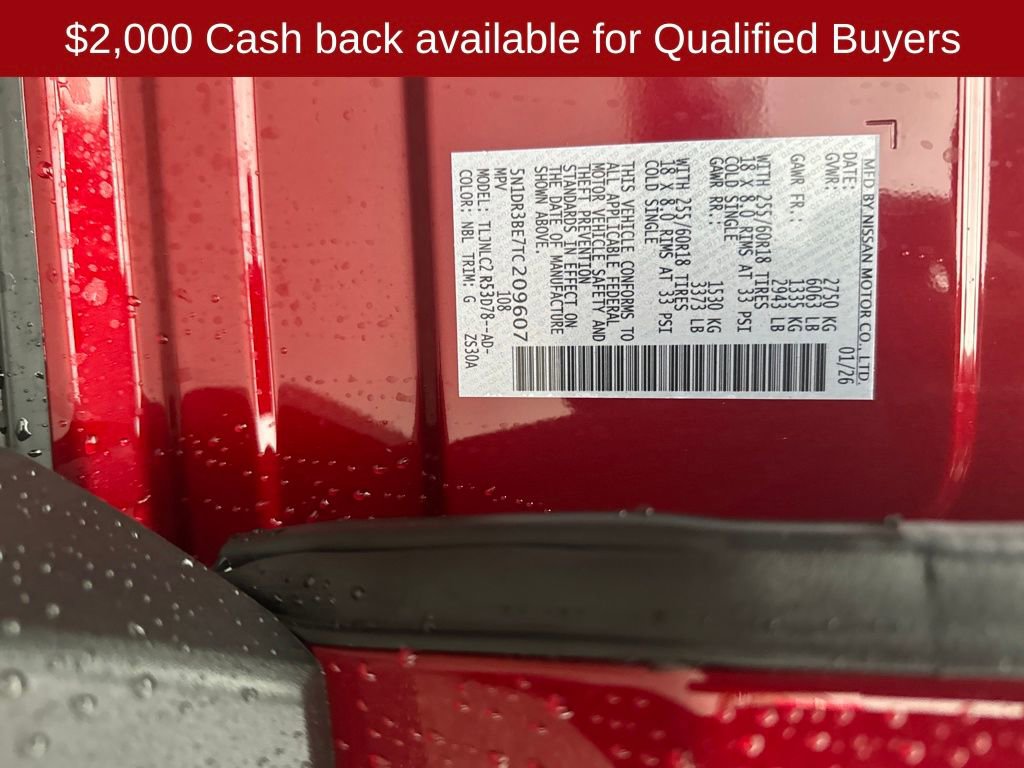 $2,000 Cash back available for Qualified Buyers
MFD BY NISSAN MOTOR CO., LTD.
DATE: 01/26
GVWR: 2750 KG
6063 LB
GAWR FR.: 1335 KG
2943 LB
WITH 255/60R18 TIRES
18 X 8.0 RIMS AT 33 PSI
COLD SINGLE
GAWR RR.: 1530 KG
3373 LB
WITH 255/60R18 TIRES
18 X 8.0 RIMS AT 33 PSI
COLD SINGLE
THIS VEHICLE CONFORMS TO
ALL APPLICABLE FEDERAL
MOTOR VEHICLE SAFETY AND
THEFT PREVENTION
STANDARDS IN EFFECT ON
THE DATE OF MANUFACTURE
SHOWN ABOVE.
5N1DR3BE7TC209607
MPV 108
MODEL: TLJNLC2 R53D78--AD-
COLOR: NBL TRIM: G ZS30A